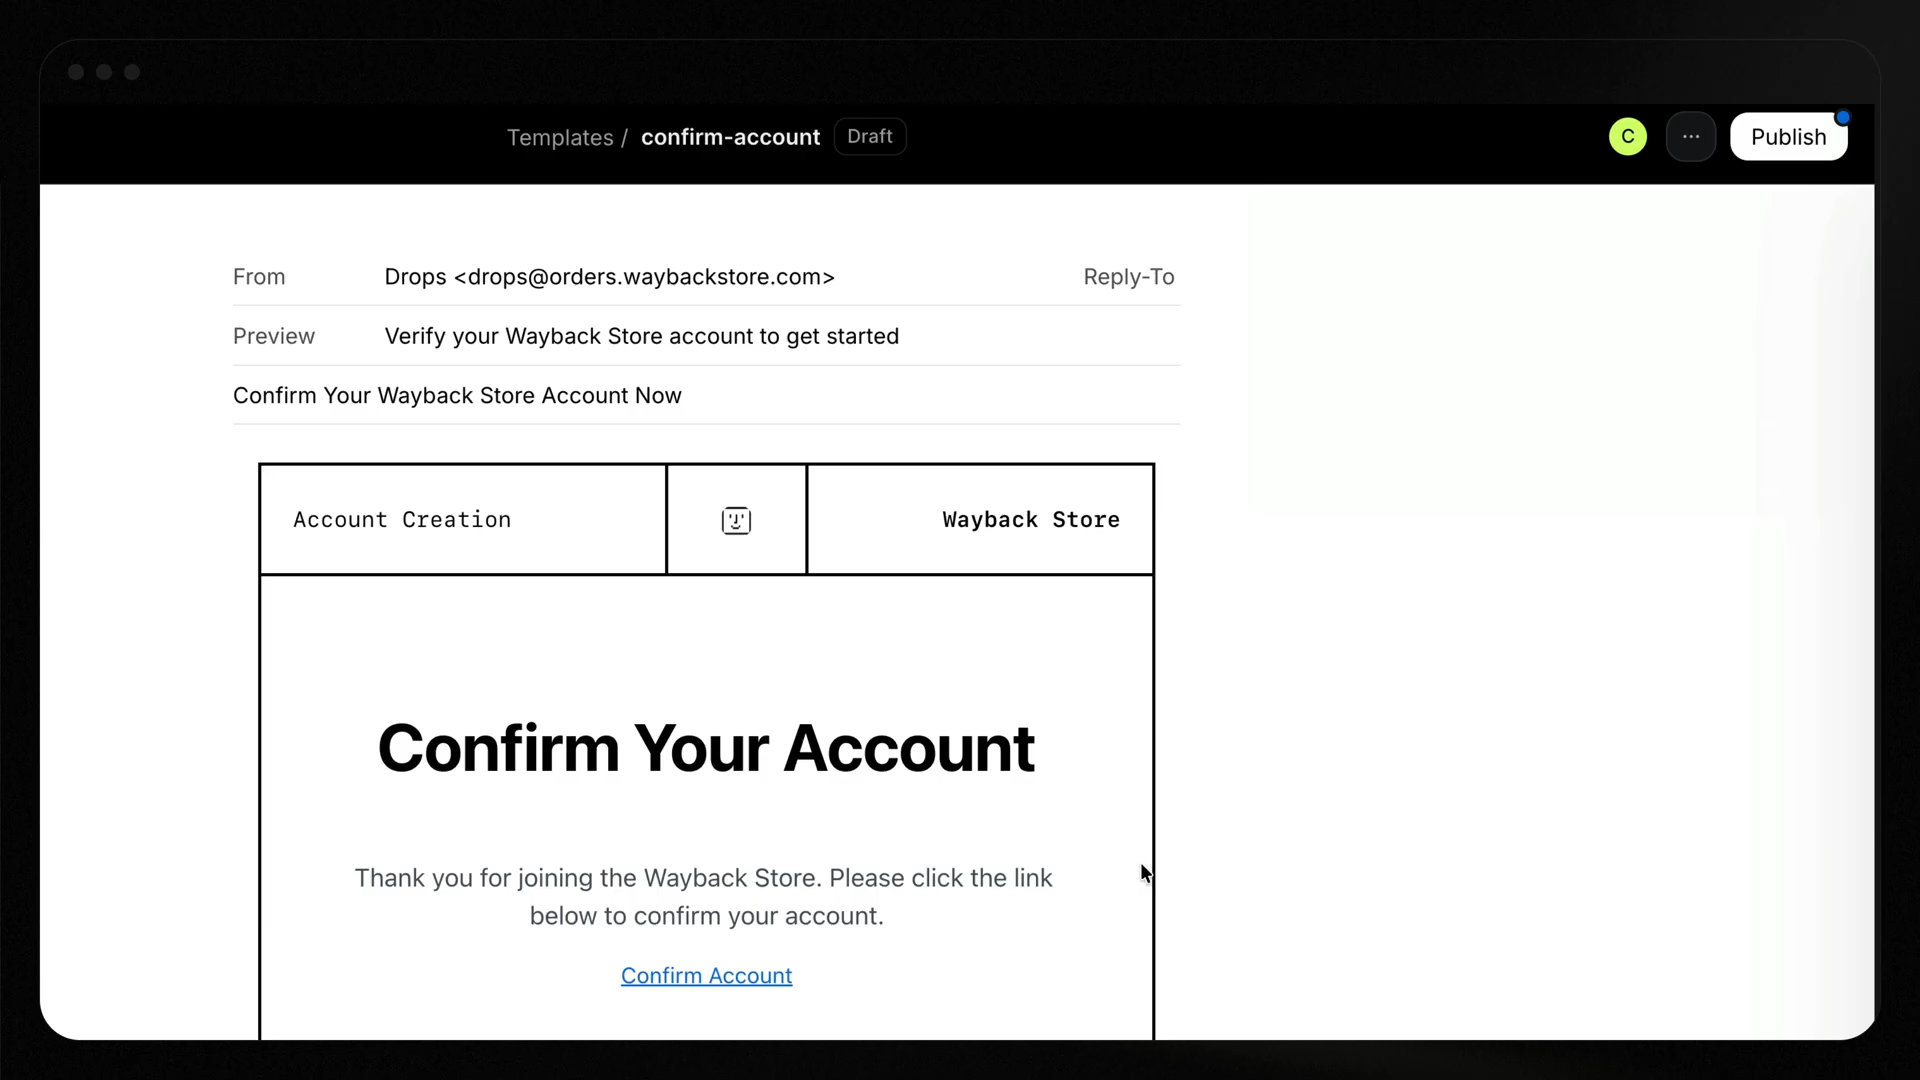 Templates / confirm-account Draft
C ... Publish
From Drops <drops@orders.waybackstore.com> Reply-To
Preview Verify your Wayback Store account to get started
Confirm Your Wayback Store Account Now
Account Creation Wayback Store
Confirm Your Account
Thank you for joining the Wayback Store. Please click the link
below to confirm your account.
Confirm Account